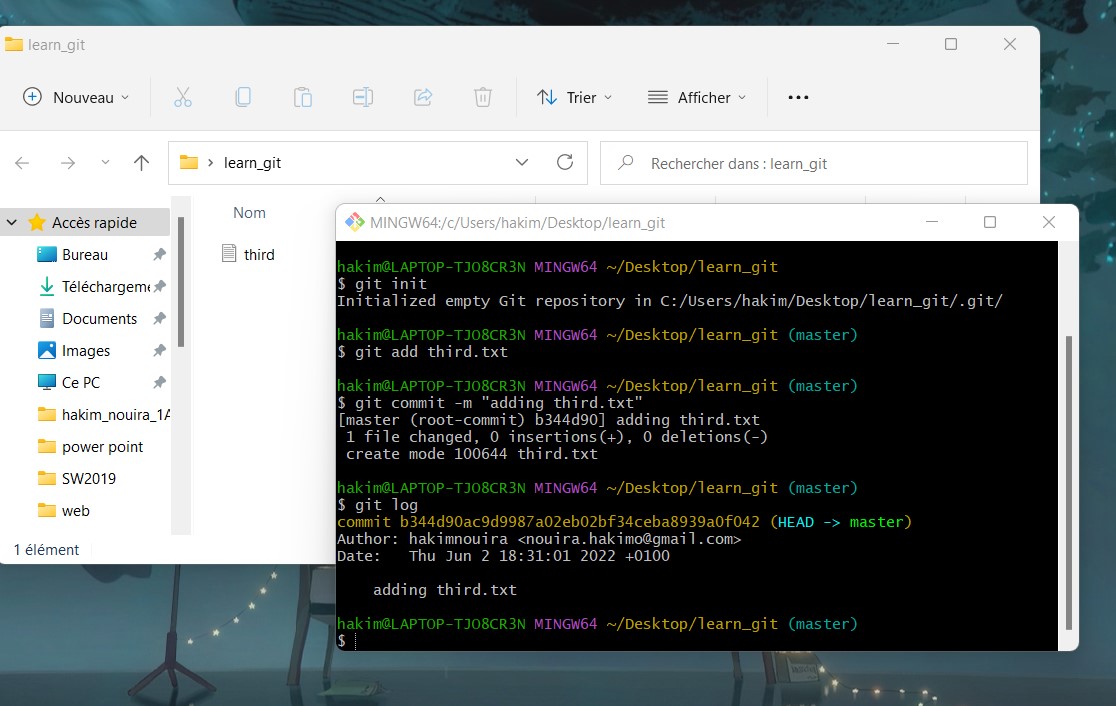 learn_git
Nouveau
Trier
Afficher
learn_git
Rechercher dans : learn_git
Accès rapide
Bureau
Téléchargeme
Documents
Images
Ce PC
hakim_nouira_1A
power point
SW2019
web
1 élément
Nom
third
MINGW64:/c/Users/hakim/Desktop/learn_git
hakim@LAPTOP-TJO8CR3N MINGW64 ~/Desktop/learn_git
$ git init
Initialized empty Git repository in C:/Users/hakim/Desktop/learn_git/.git/
hakim@LAPTOP-TJO8CR3N MINGW64 ~/Desktop/learn_git (master)
$ git add third.txt
hakim@LAPTOP-TJO8CR3N MINGW64 ~/Desktop/learn_git (master)
$ git commit -m "adding third.txt"
[master (root-commit) b344d90] adding third.txt
1 file changed, 0 insertions(+), 0 deletions(-)
create mode 100644 third.txt
hakim@LAPTOP-TJO8CR3N MINGW64 ~/Desktop/learn_git (master)
$ git log
commit b344d90ac9d9987a02eb02bf34ceba8939a0f042 (HEAD -> master)
Author: hakimnouira <nouira.hakimo@gmail.com>
Date:   Thu Jun 2 18:31:01 2022 +0100
adding third.txt
hakim@LAPTOP-TJO8CR3N MINGW64 ~/Desktop/learn_git (master)
$